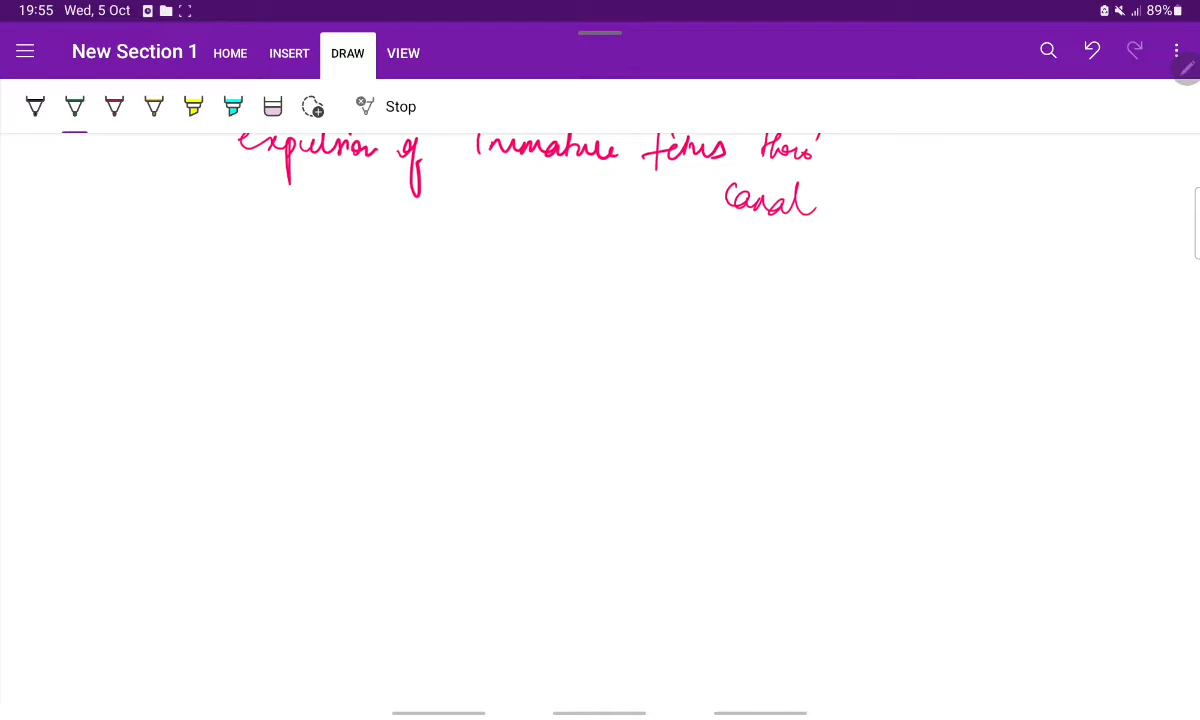 19:55 Wed, 5 Oct 89%
New Section 1 HOME INSERT DRAW VIEW
Stop
expulsion of Immature fetus thro'
canal